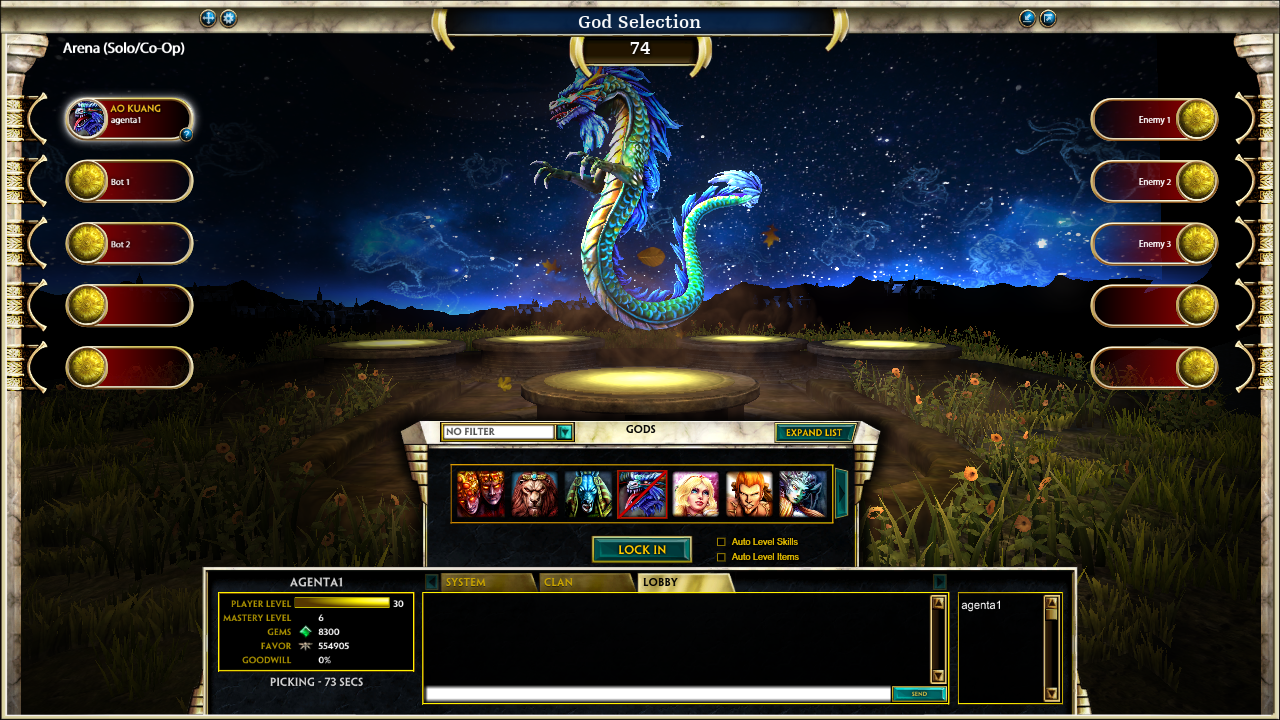 God Selection
74
Arena (Solo/Co-Op)
AO KUANG
agenta1
?
Bot 1
Bot 2
Enemy 1
Enemy 2
Enemy 3
NO FILTER
GODS
EXPAND LIST
LOCK IN
Auto Level Skills
Auto Level Items
AGENTA1
PLAYER LEVEL 30
MASTERY LEVEL 6
GEMS 8300
FAVOR 554905
GOODWILL 0%
PICKING - 73 SECS
SYSTEM
CLAN
LOBBY
SEND
agenta1